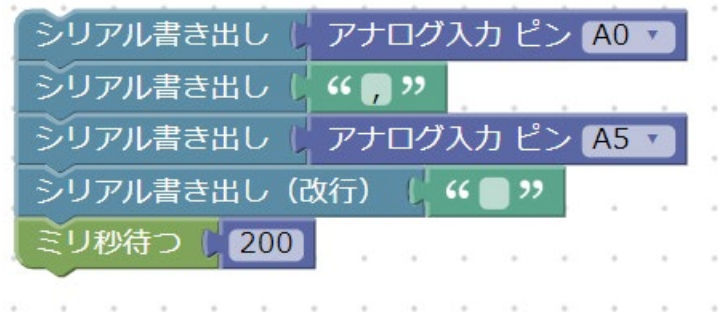 シリアル書き出し アナログ入力 ピン A0
シリアル書き出し “ , ”
シリアル書き出し アナログ入力 ピン A5
シリアル書き出し（改行） “ ”
ミリ秒待つ 200